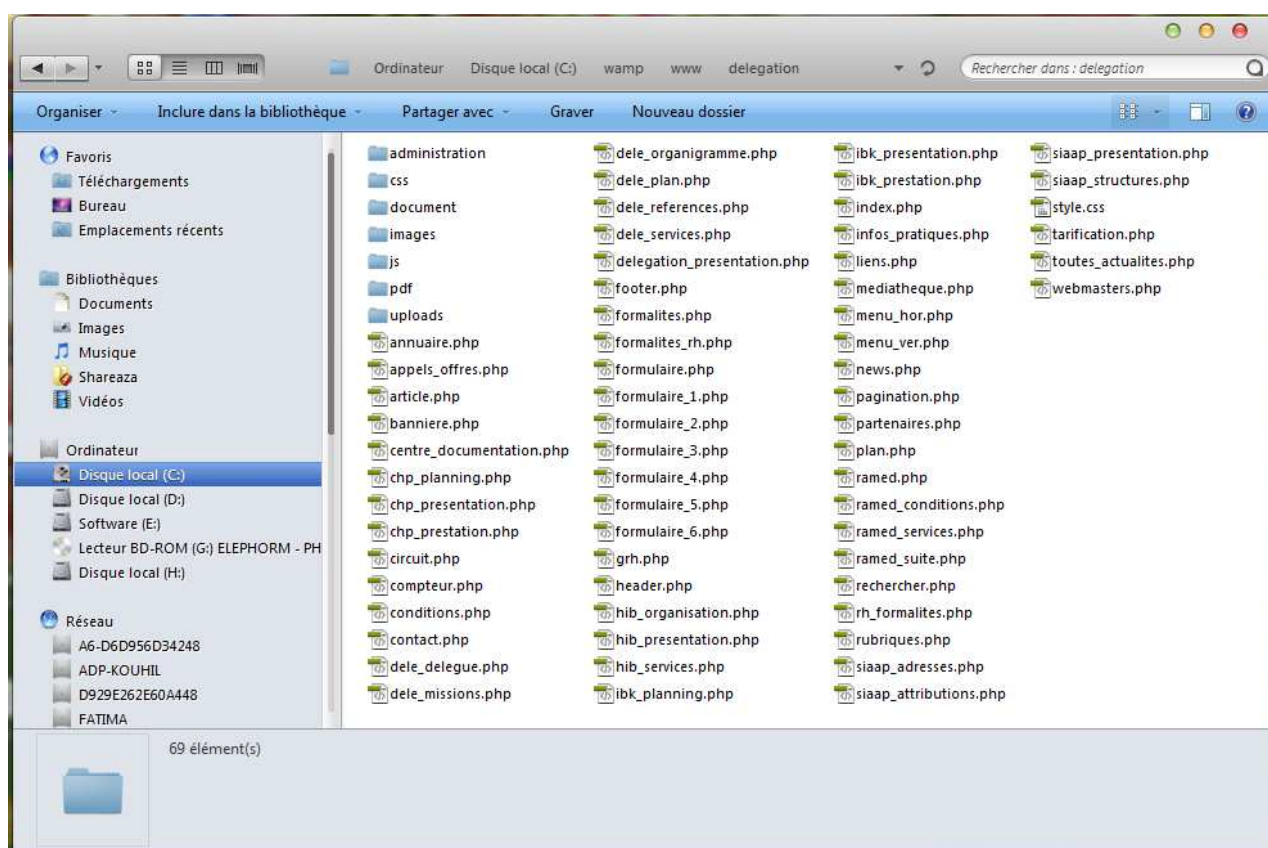 Ordinateur Disque local (C:) wamp www delegation Rechercher dans : delegation
Organiser Inclure dans la bibliothèque Partager avec Graver Nouveau dossier
Favoris
Téléchargements
Bureau
Emplacements récents
Bibliothèques
Documents
Images
Musique
Shareaza
Vidéos
Ordinateur
Disque local (C:)
Disque local (D:)
Software (E:)
Lecteur BD-ROM (G:) ELEPHORM - PH
Disque local (H:)
Réseau
A6-D6D956D34248
ADP-KOUHIL
D929E262E60A448
FATIMA
administration
css
document
images
js
pdf
uploads
annuaire.php
appels_offres.php
article.php
banniere.php
centre_documentation.php
chp_planning.php
chp_presentation.php
chp_prestation.php
circuit.php
compteur.php
conditions.php
contact.php
dele_delegue.php
dele_missions.php
dele_organigramme.php
dele_plan.php
dele_references.php
dele_services.php
delegation_presentation.php
footer.php
formalites.php
formalites_rh.php
formulaire.php
formulaire_1.php
formulaire_2.php
formulaire_3.php
formulaire_4.php
formulaire_5.php
formulaire_6.php
grh.php
header.php
hib_organisation.php
hib_presentation.php
hib_services.php
ibk_planning.php
ibk_presentation.php
ibk_prestation.php
index.php
infos_pratiques.php
liens.php
mediatheque.php
menu_hor.php
menu_ver.php
news.php
pagination.php
partenaires.php
plan.php
ramed.php
ramed_conditions.php
ramed_services.php
ramed_suite.php
rechercher.php
rh_formalites.php
rubriques.php
siaap_adresses.php
siaap_attributions.php
siaap_presentation.php
siaap_structures.php
style.css
tarification.php
toutes_actualites.php
webmasters.php
69 élément(s)